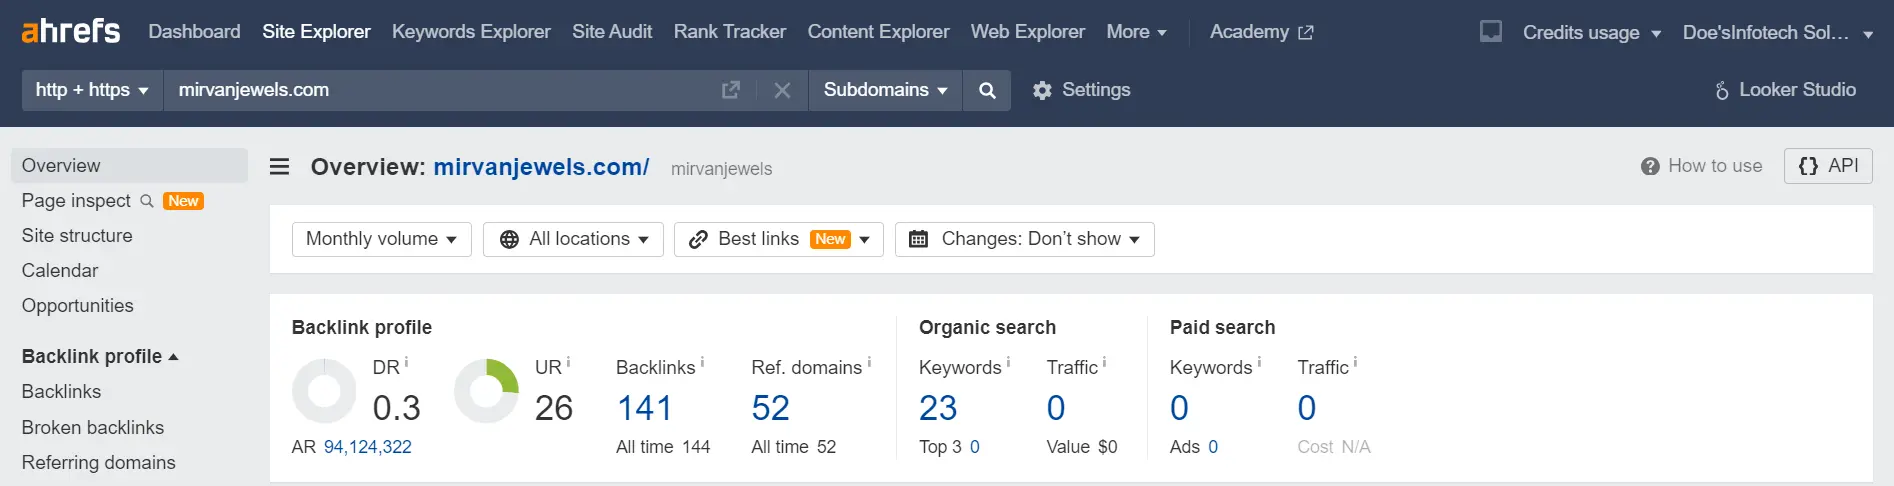 ahrefs Dashboard Site Explorer Keywords Explorer Site Audit Rank Tracker Content Explorer Web Explorer More Academy Credits usage Doe'sInfotech Sol...
http + https mirvanjewels.com Subdomains Settings Looker Studio
Overview
Page inspect New
Site structure
Calendar
Opportunities
Backlink profile
Backlinks
Broken backlinks
Referring domains
Overview: mirvanjewels.com/ mirvanjewels How to use {} API
Monthly volume All locations Best links New Changes: Don't show
Backlink profile
DR i UR i Backlinks i Ref. domains i
0.3 26 141 52
AR 94,124,322 All time 144 All time 52
Organic search
Keywords i Traffic i
23 0
Top 3 0 Value $0
Paid search
Keywords i Traffic i
0 0
Ads 0 Cost N/A